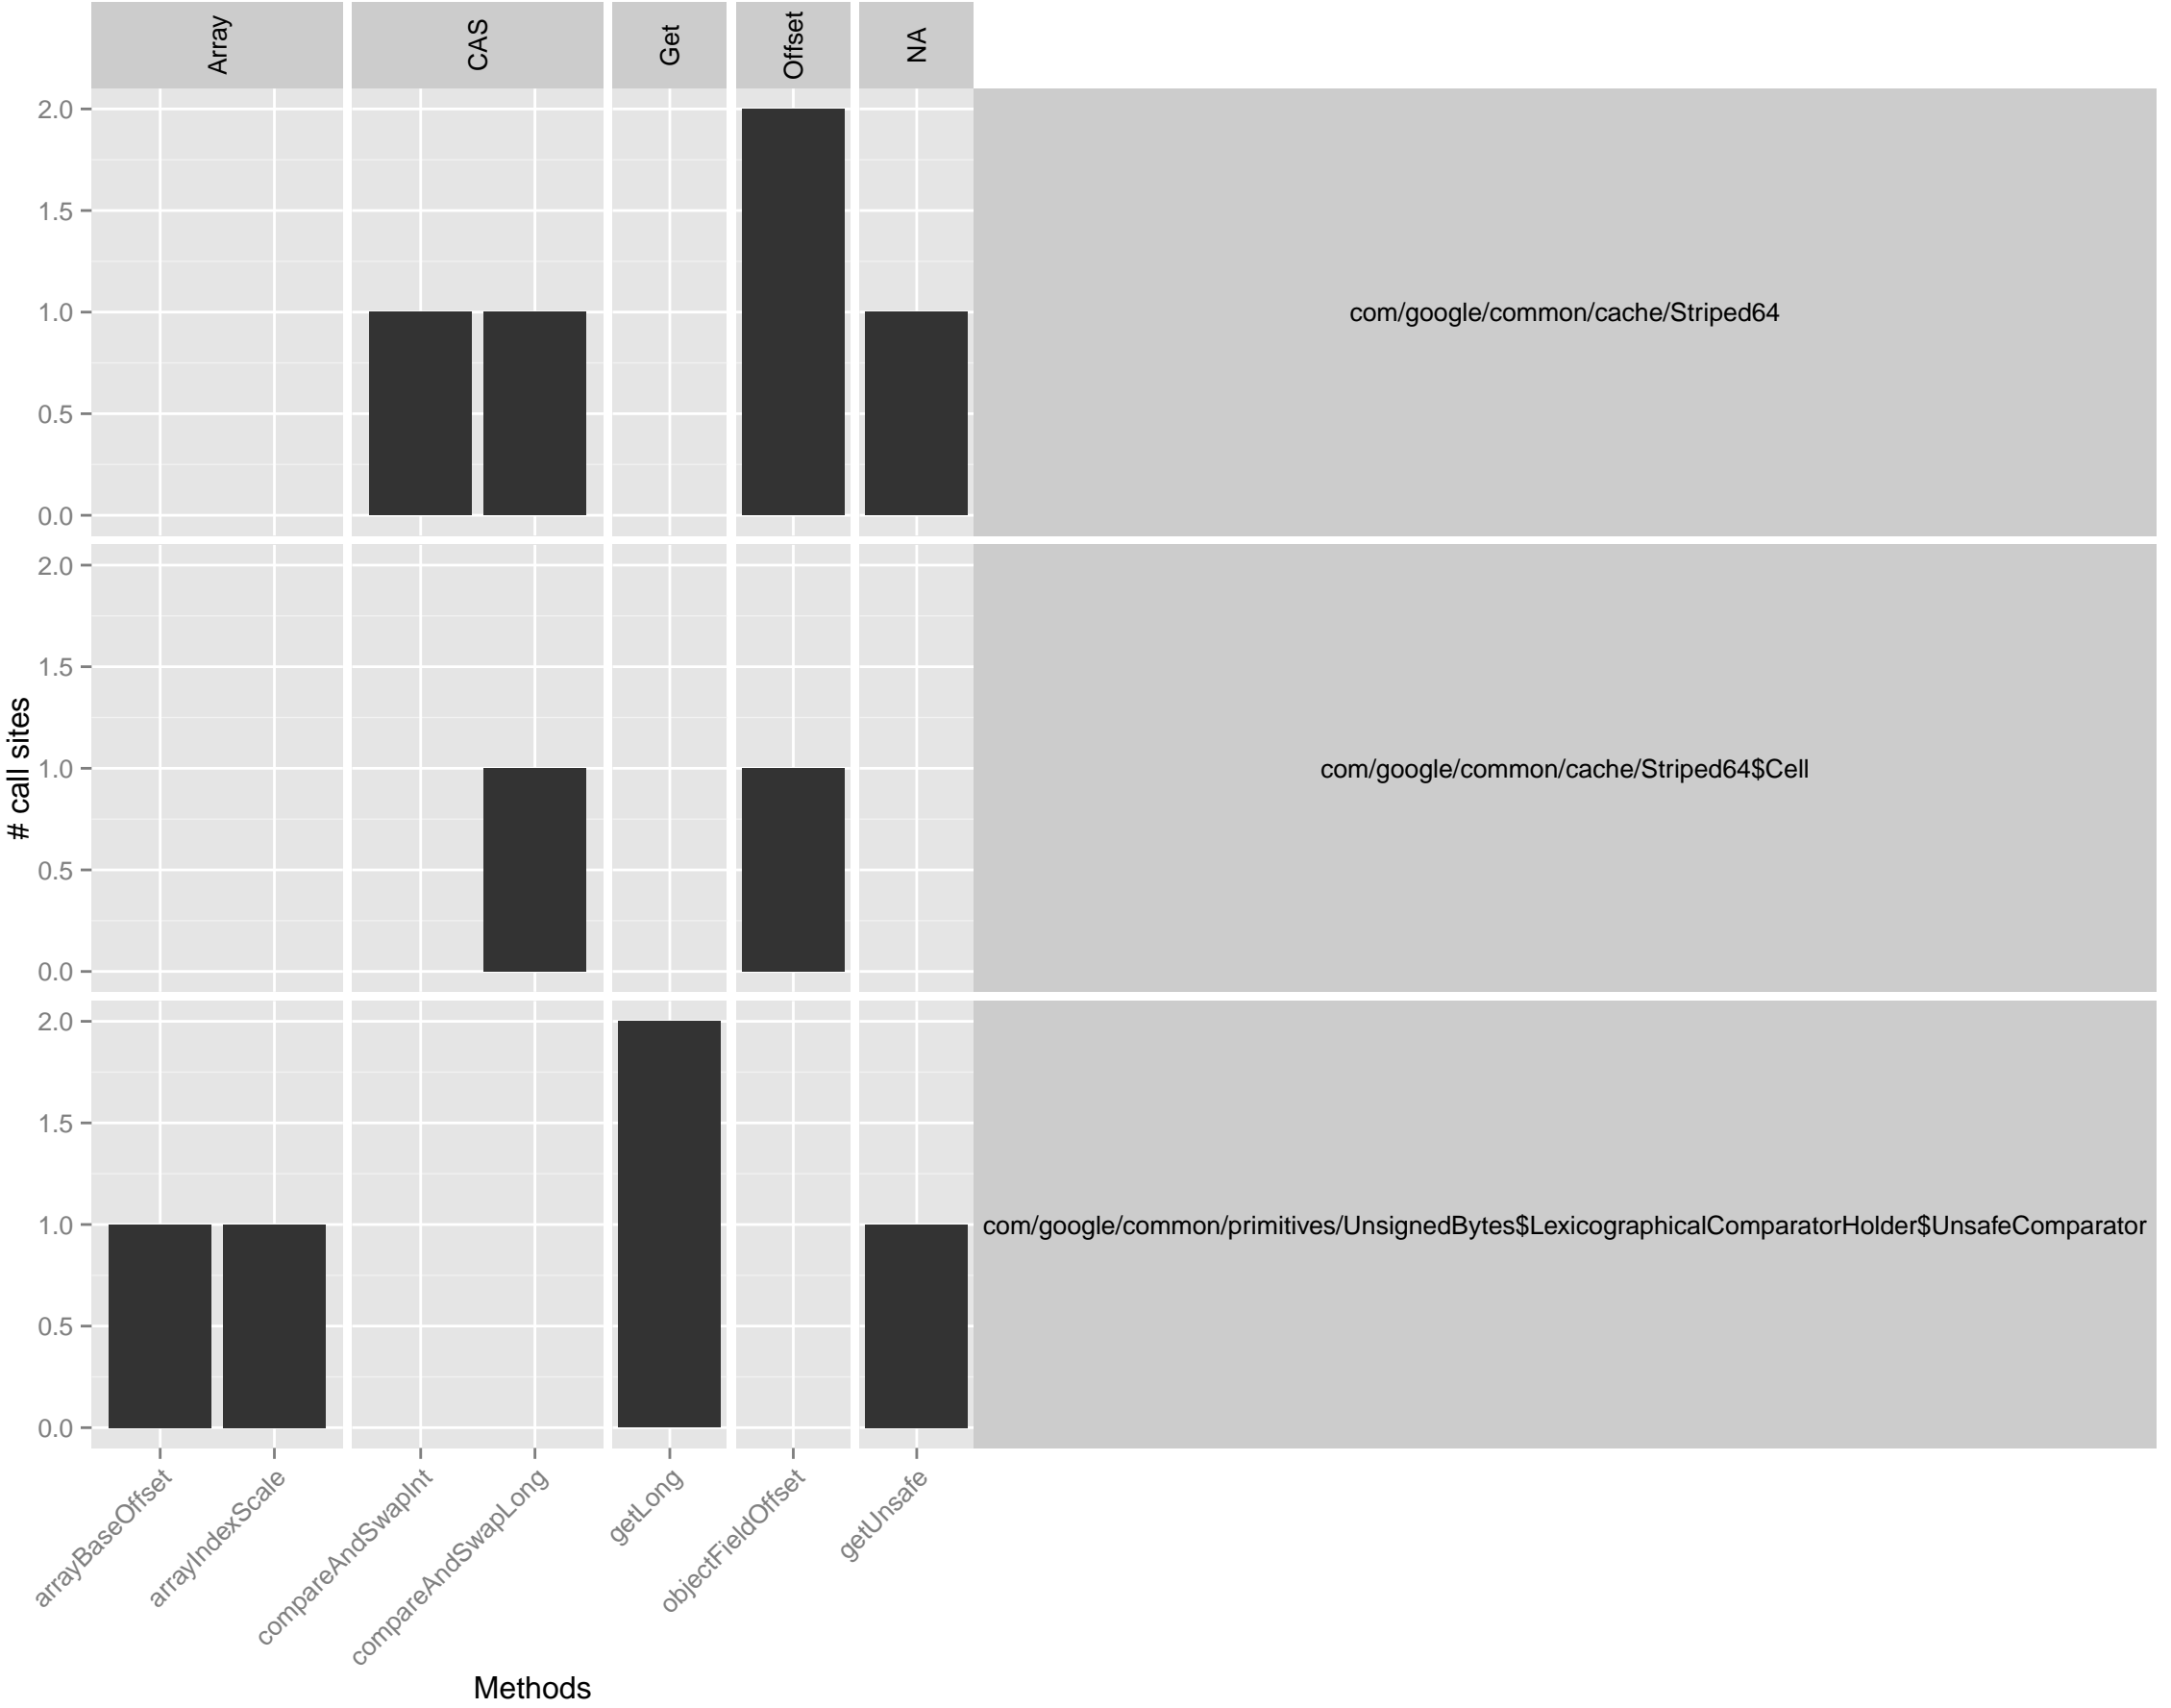 Array
CAS
Get
Offset
NA
2.0
1.5
1.0
0.5
0.0
com/google/common/cache/Striped64
2.0
1.5
1.0
0.5
0.0
com/google/common/cache/Striped64$Cell
2.0
1.5
1.0
0.5
0.0
com/google/common/primitives/UnsignedBytes$LexicographicalComparatorHolder$UnsafeComparator
# call sites
arrayBaseOffset
arrayIndexScale
compareAndSwapInt
compareAndSwapLong
getLong
objectFieldOffset
getUnsafe
Methods